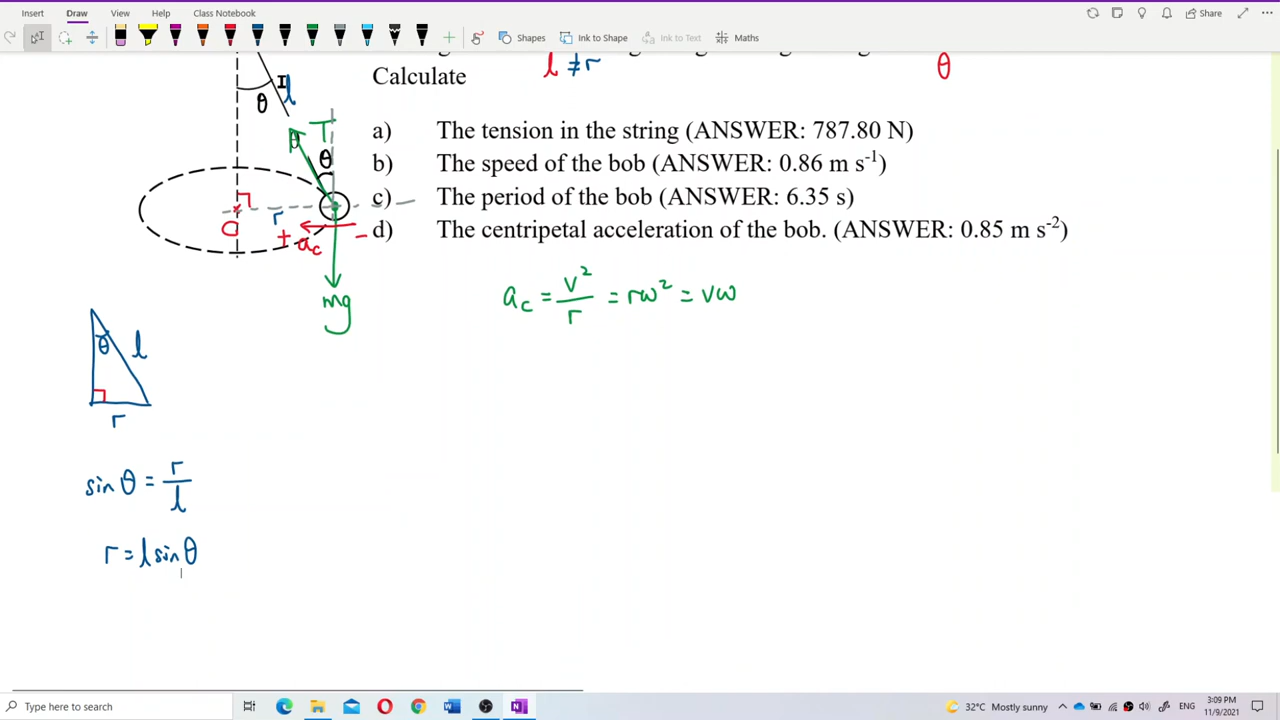 Insert Draw View Class Notebook
Share
Shapes Ink to Shape Ink to Text Maths
l ≠ r θ
Calculate
θ l
T
θ θ
a) The tension in the string (ANSWER: 787.80 N)
b) The speed of the bob (ANSWER: 0.86 m s⁻¹)
c) The period of the bob (ANSWER: 6.35 s)
d) The centripetal acceleration of the bob. (ANSWER: 0.85 m s⁻²)
r
+ ac −
mg
ac = v²/r = rω² = vω
θ l
r
sin θ = r/l
r = l sin θ
Type here to search
32°C Mostly sunny
ENG
3:09 PM
11/9/2021